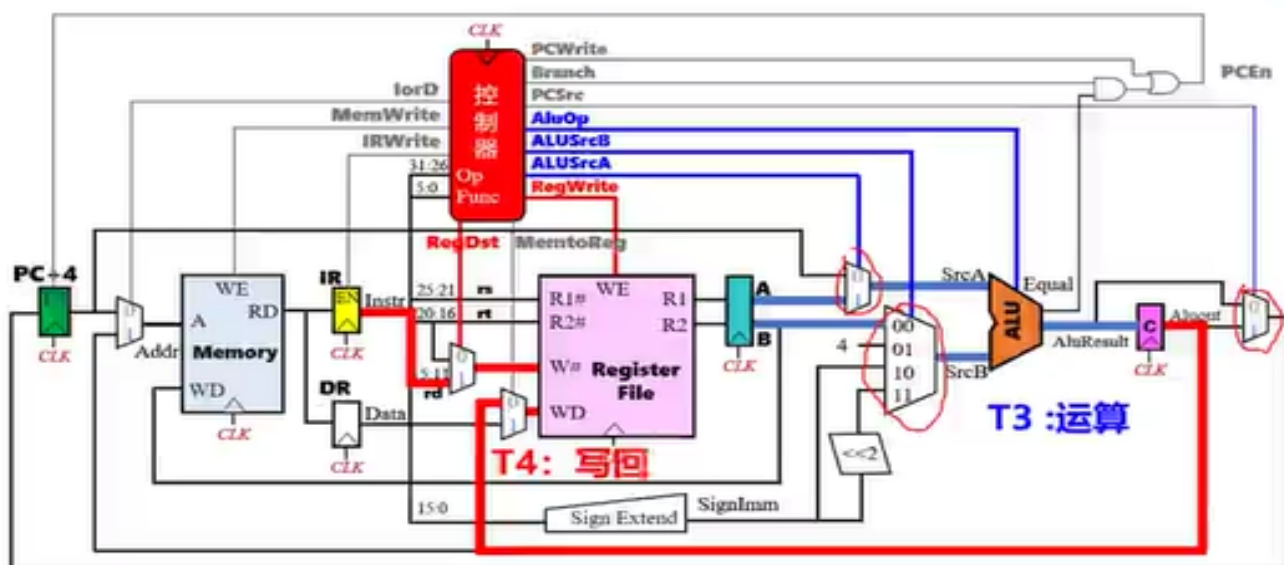 CLK
PCWrite
Branch
PCEn
PCSrc
IorD
MemWrite
IRWrite
控制器
AluOp
ALUSrcB
ALUSrcA
RegWrite
31:26
Op
5:0
Func
RegDst
MemtoReg
PC+4
CLK
Addr
WE
A
RD
Memory
WD
CLK
IR
EN
Instr
CLK
DR
Data
CLK
25:21 rs
20:16 rt
rd
0
0
WE
R1#
R1
R2#
R2
W#
Register
File
WD
A
B
CLK
0
00
01
10
11
4
SrcA
SrcB
ALU
Equal
AluResult
C
CLK
Aluout
0
<<2
T3 :运算
T4: 写回
15:0
Sign Extend
SignImm